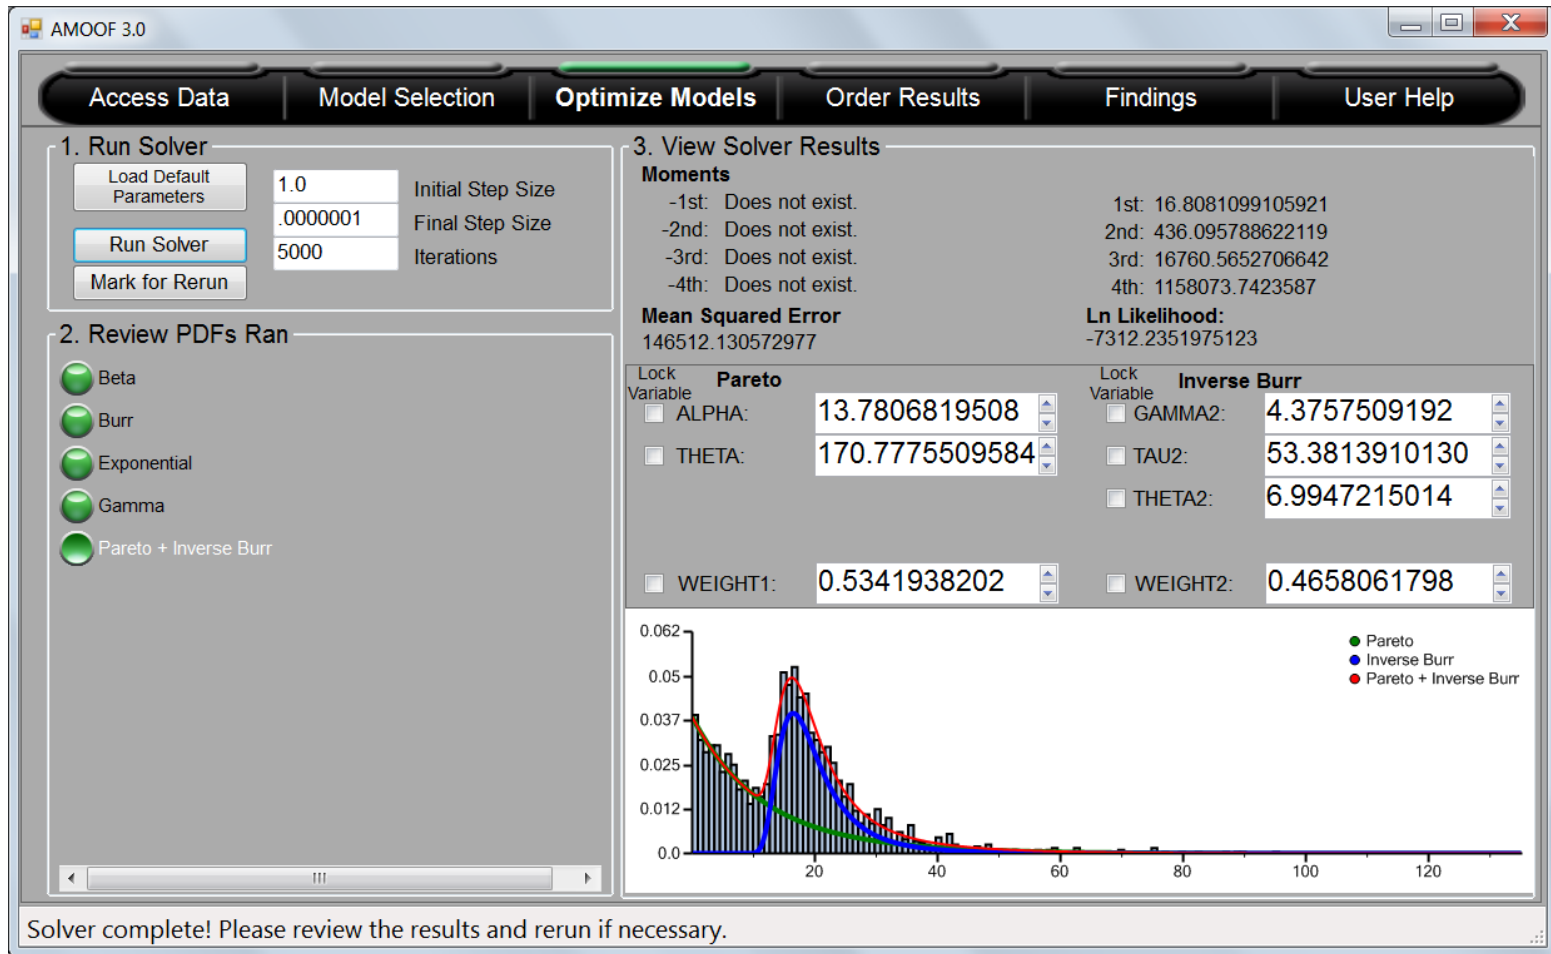 AMOOF 3.0
Access Data
Model Selection
Optimize Models
Order Results
Findings
User Help
1. Run Solver
Load Default
Parameters
1.0
Initial Step Size
.0000001
Final Step Size
Run Solver
5000
Iterations
Mark for Rerun
2. Review PDFs Ran
Beta
Burr
Exponential
Gamma
Pareto + Inverse Burr
3. View Solver Results
Moments
-1st: Does not exist.
-2nd: Does not exist.
-3rd: Does not exist.
-4th: Does not exist.
1st: 16.8081099105921
2nd: 436.095788622119
3rd: 16760.5652706642
4th: 1158073.7423587
Mean Squared Error
146512.130572977
Ln Likelihood:
-7312.2351975123
Lock
Variable
Pareto
ALPHA: 13.7806819508
THETA: 170.7775509584
WEIGHT1: 0.5341938202
Lock
Variable
Inverse Burr
GAMMA2: 4.3757509192
TAU2: 53.3813910130
THETA2: 6.9947215014
WEIGHT2: 0.4658061798
0.062
0.05
0.037
0.025
0.012
0.0
20 40 60 80 100 120
Pareto
Inverse Burr
Pareto + Inverse Burr
Solver complete! Please review the results and rerun if necessary.